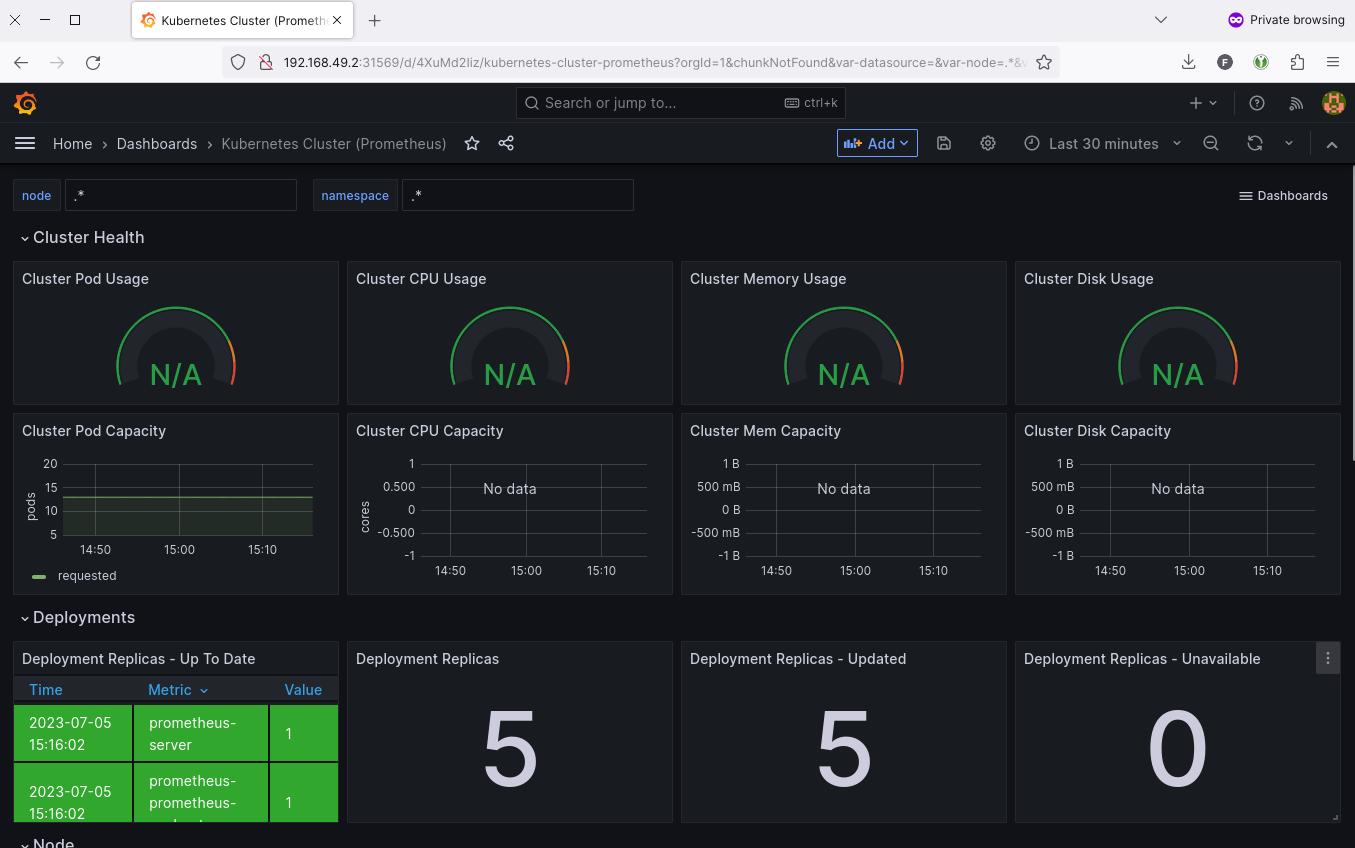 Kubernetes Cluster (Prometh
Private browsing
192.168.49.2:31569/d/4XuMd2Iiz/kubernetes-cluster-prometheus?orgId=1&chunkNotFound&var-datasource=&var-node=.*&v
Search or jump to...
ctrl+k
Home
Dashboards
Kubernetes Cluster (Prometheus)
Add
Last 30 minutes
node
.*
namespace
.*
Dashboards
Cluster Health
Cluster Pod Usage
N/A
Cluster CPU Usage
N/A
Cluster Memory Usage
N/A
Cluster Disk Usage
N/A
Cluster Pod Capacity
20
15
10
5
pods
14:50
15:00
15:10
requested
Cluster CPU Capacity
1
0.500
0
-0.500
-1
cores
No data
14:50
15:00
15:10
Cluster Mem Capacity
1 B
500 mB
0 B
-500 mB
-1 B
No data
14:50
15:00
15:10
Cluster Disk Capacity
1 B
500 mB
0 B
-500 mB
-1 B
No data
14:50
15:00
15:10
Deployments
Deployment Replicas - Up To Date
Time Metric Value
2023-07-05
15:16:02
prometheus-
server
1
2023-07-05
15:16:02
prometheus-
prometheus-
1
Deployment Replicas
5
Deployment Replicas - Updated
5
Deployment Replicas - Unavailable
0
Node